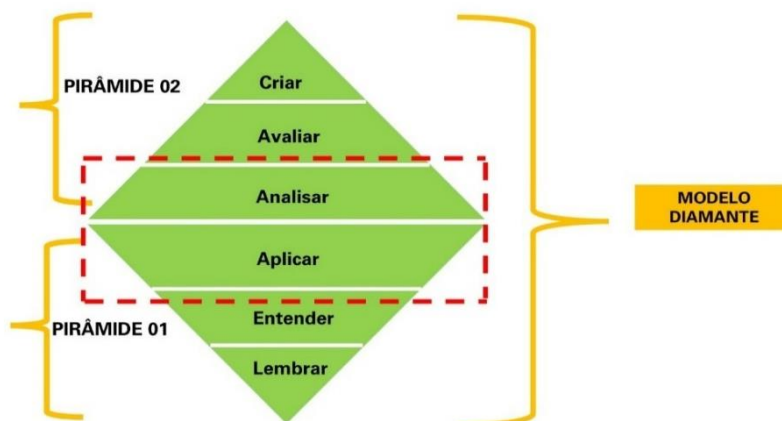 PIRÂMIDE 02
Criar
Avaliar
Analisar
Aplicar
Entender
Lembrar
PIRÂMIDE 01
MODELO
DIAMANTE